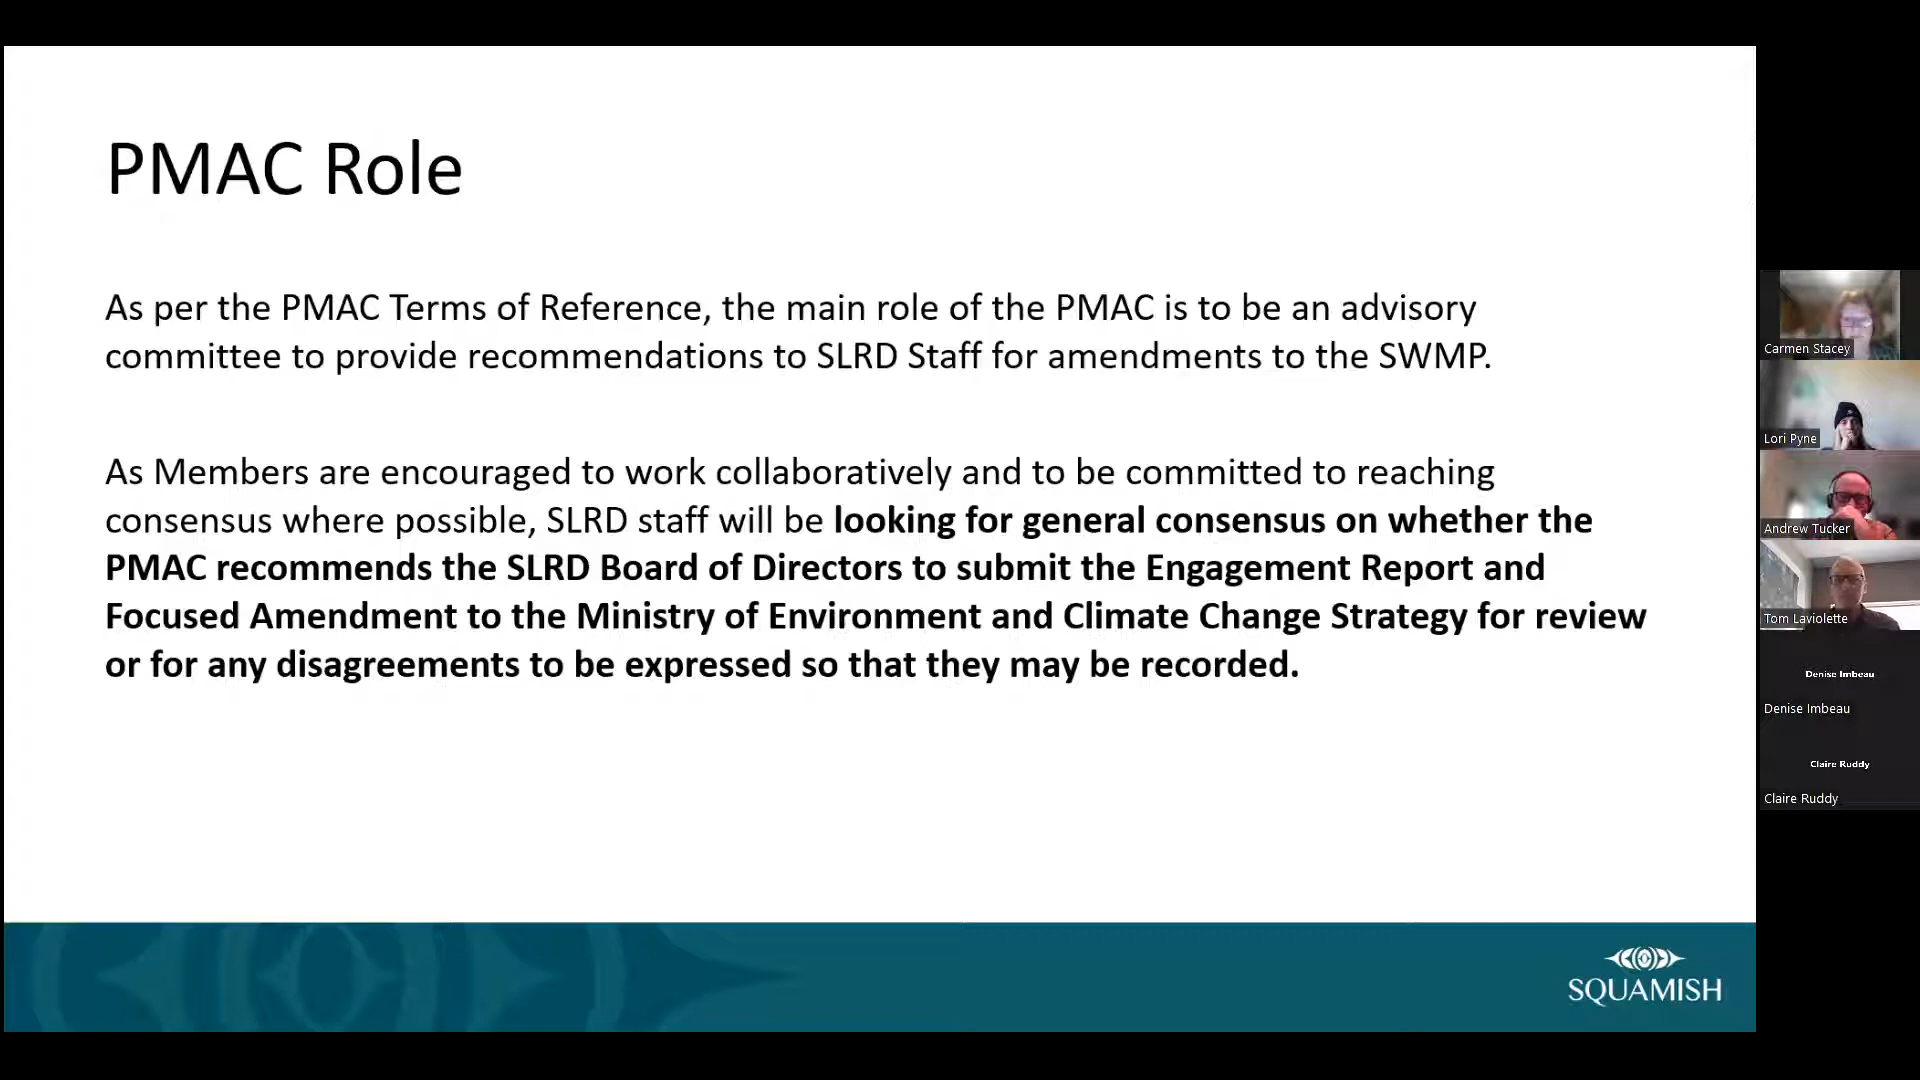 PMAC Role
As per the PMAC Terms of Reference, the main role of the PMAC is to be an advisory
committee to provide recommendations to SLRD Staff for amendments to the SWMP.
As Members are encouraged to work collaboratively and to be committed to reaching
consensus where possible, SLRD staff will be looking for general consensus on whether the
PMAC recommends the SLRD Board of Directors to submit the Engagement Report and
Focused Amendment to the Ministry of Environment and Climate Change Strategy for review
or for any disagreements to be expressed so that they may be recorded.
SQUAMISH
Carmen Stacey
Lori Pyne
Andrew Tucker
Tom Laviolette
Denise Imbeau
Denise Imbeau
Claire Ruddy
Claire Ruddy